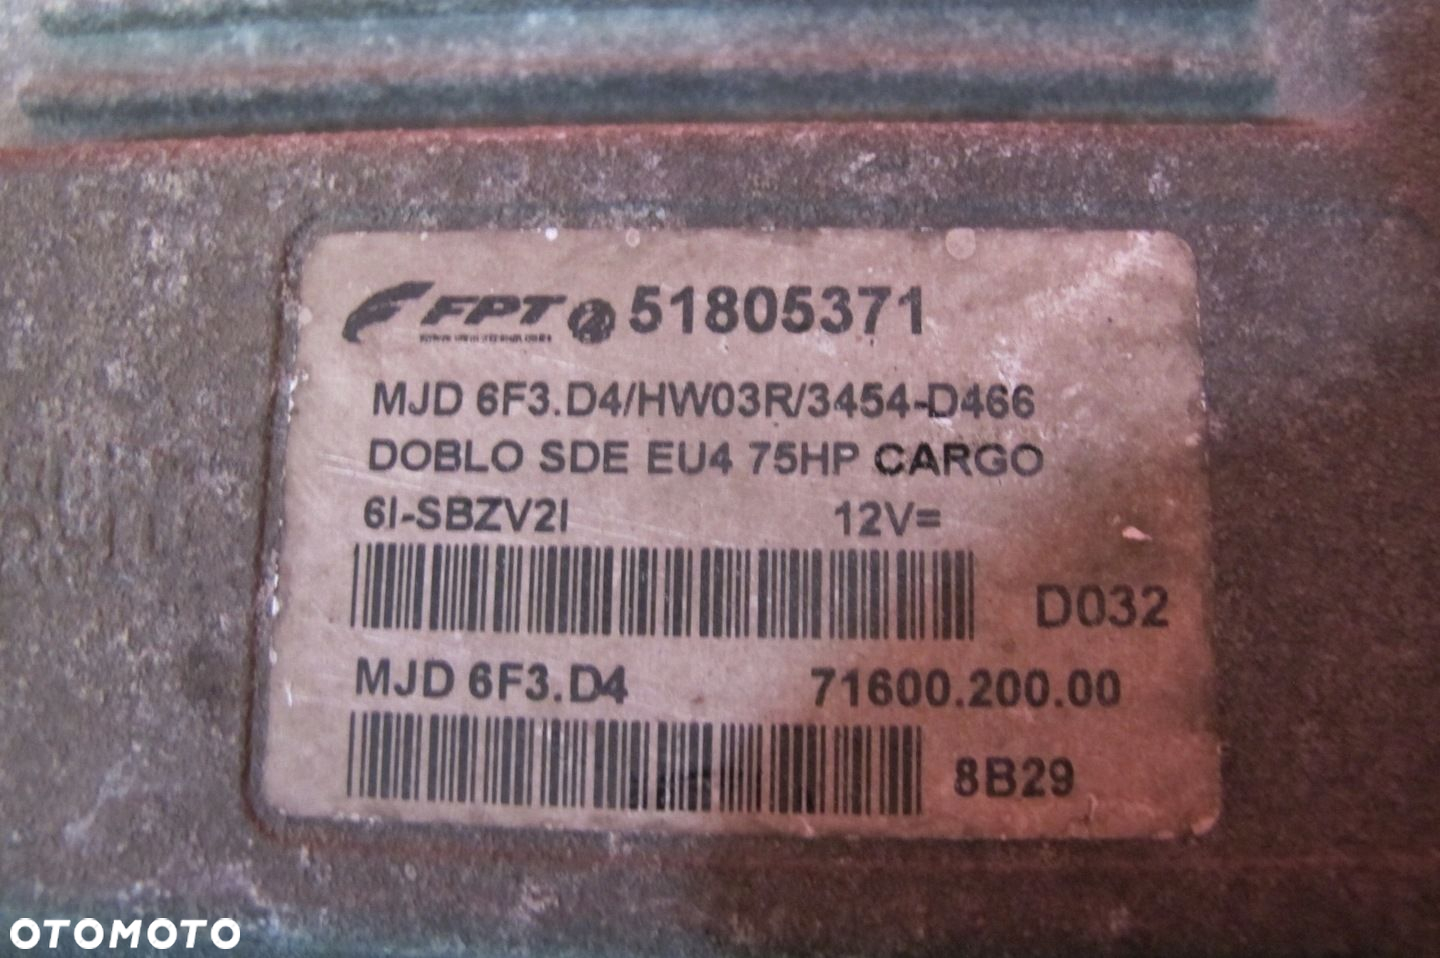 FPT 51805371
MJD 6F3.D4/HW03R/3454-D466
DOBLO SDE EU4 75HP CARGO
6I-SBZV2I 12V=
D032
MJD 6F3.D4 71600.200.00
8B29
OTOMOTO